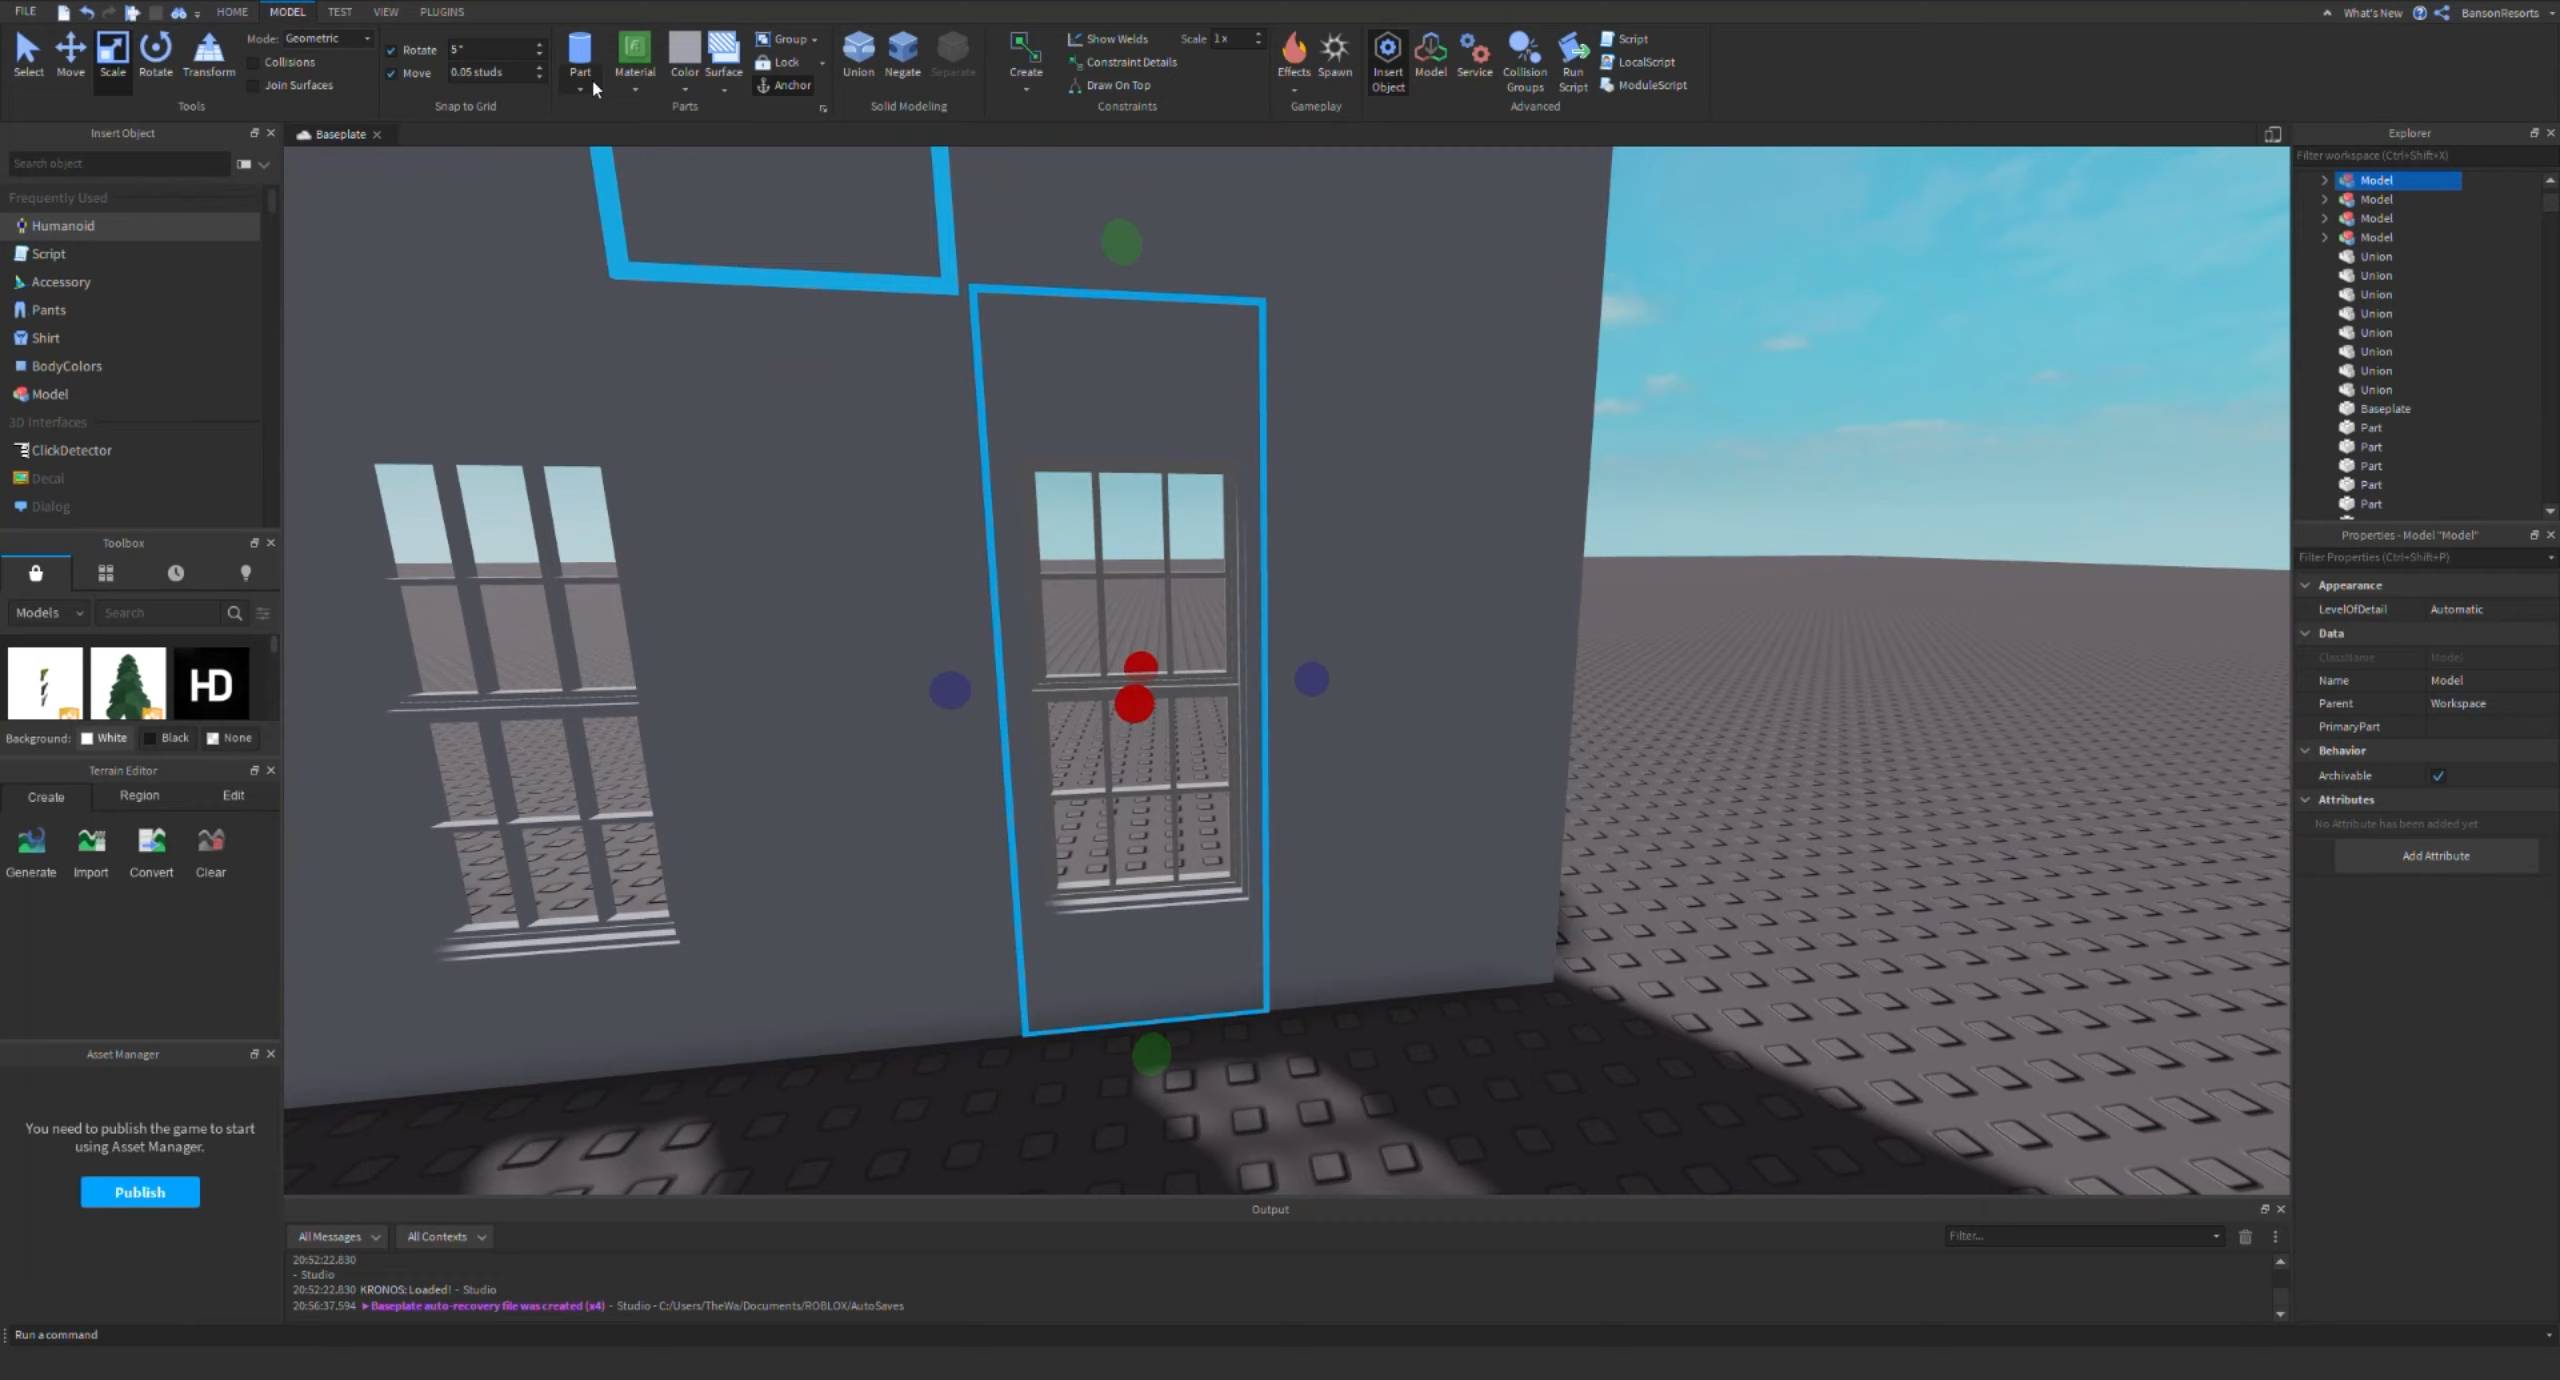 FILE HOME MODEL TEST VIEW PLUGINS What's New BansonResorts
Select Move Scale Rotate Transform
Mode: Geometric
Collisions
Join Surfaces
Tools
Rotate 5°
Move 0.05 studs
Snap to Grid
Part Material Color Surface
Group
Lock
Anchor
Parts
Union Negate Separate
Solid Modeling
Create
Show Welds Scale 1x
Constraint Details
Draw On Top
Constraints
Effects Spawn
Gameplay
Insert Object Model Service Collision Groups Run Script
Script
LocalScript
ModuleScript
Advanced
Insert Object
Search object
Frequently Used
Humanoid
Script
Accessory
Pants
Shirt
BodyColors
Model
3D Interfaces
ClickDetector
Decal
Dialog
Toolbox
Models Search
HD
Background: White Black None
Terrain Editor
Create Region Edit
Generate Import Convert Clear
Asset Manager
You need to publish the game to start
using Asset Manager.
Publish
Baseplate
Output
All Messages All Contexts Filter...
20:52:22.830
- Studio
20:52:22.830 KRONOS: Loaded! - Studio
20:56:37.594 Baseplate auto-recovery file was created (x4) - Studio - C:/Users/TheWa/Documents/ROBLOX/AutoSaves
Run a command
Explorer
Filter workspace (Ctrl+Shift+X)
Model
Model
Model
Model
Union
Union
Union
Union
Union
Union
Union
Union
Baseplate
Part
Part
Part
Part
Part
Properties - Model "Model"
Filter Properties (Ctrl+Shift+P)
Appearance
LevelOfDetail Automatic
Data
ClassName Model
Name Model
Parent Workspace
PrimaryPart
Behavior
Archivable
Attributes
No Attribute has been added yet
Add Attribute